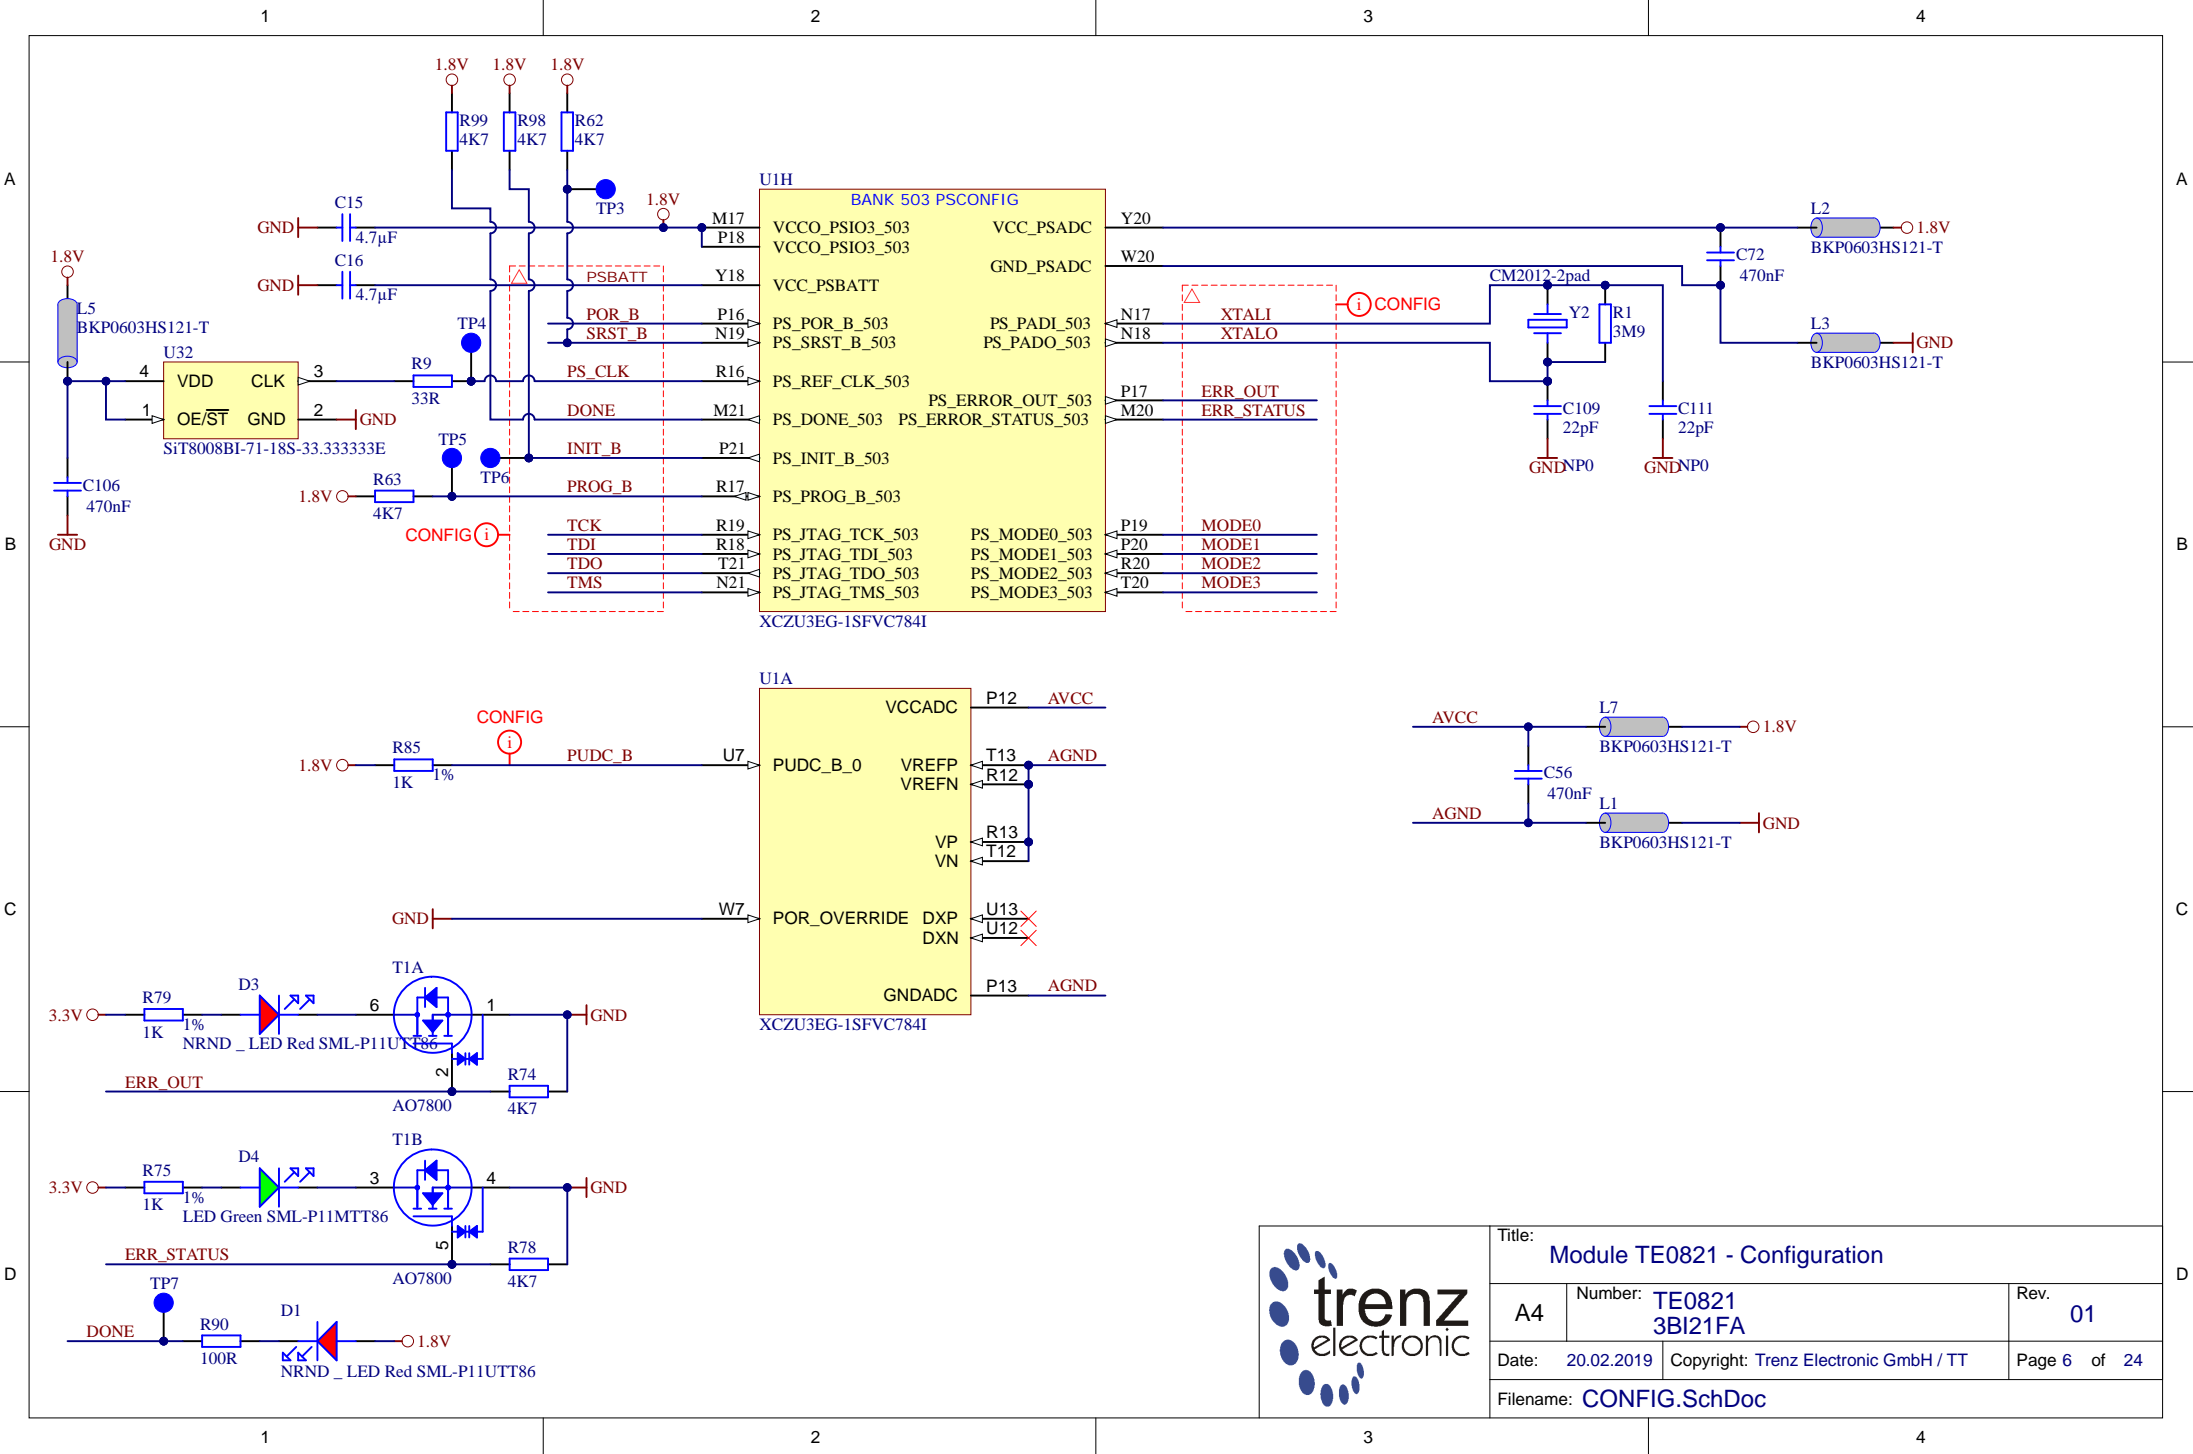 1 2 3 4
A A
B B
C C
D D
1.8V 1.8V 1.8V
R99 4K7
R98 4K7
R62 4K7
TP3
1.8V
GND C15 4.7µF
GND C16 4.7µF
1.8V
L5
BKP0603HS121-T
U32
4 VDD CLK 3
1 OE/ST GND 2 GND
SiT8008BI-71-18S-33.333333E
C106
470nF
GND
TP4
R9
33R
TP5
TP6
1.8V R63 4K7
CONFIG i
PSBATT
POR_B
SRST_B
PS_CLK
DONE
INIT_B
PROG_B
TCK
TDI
TDO
TMS
U1H
BANK 503 PSCONFIG
M17 VCCO_PSIO3_503
P18 VCCO_PSIO3_503
Y18 VCC_PSBATT
P16 PS_POR_B_503
N19 PS_SRST_B_503
R16 PS_REF_CLK_503
M21 PS_DONE_503
P21 PS_INIT_B_503
R17 PS_PROG_B_503
R19 PS_JTAG_TCK_503
R18 PS_JTAG_TDI_503
T21 PS_JTAG_TDO_503
N21 PS_JTAG_TMS_503
VCC_PSADC Y20
GND_PSADC W20
PS_PADI_503 N17 XTALI
PS_PADO_503 N18 XTALO
PS_ERROR_OUT_503 P17 ERR_OUT
PS_ERROR_STATUS_503 M20 ERR_STATUS
PS_MODE0_503 P19 MODE0
PS_MODE1_503 P20 MODE1
PS_MODE2_503 R20 MODE2
PS_MODE3_503 T20 MODE3
XCZU3EG-1SFVC784I
i CONFIG
CM2012-2pad
Y2
R1
3M9
C109
22pF
GND NP0
C111
22pF
GND NP0
L2 1.8V
BKP0603HS121-T
C72
470nF
L3 GND
BKP0603HS121-T
CONFIG
i
1.8V R85 1K 1% PUDC_B
GND
U1A
U7 PUDC_B_0
W7 POR_OVERRIDE
VCCADC P12 AVCC
VREFP T13 AGND
VREFN R12
VP R13
VN T12
DXP U13
DXN U12
GNDADC P13 AGND
XCZU3EG-1SFVC784I
AVCC L7 1.8V
BKP0603HS121-T
C56
470nF
AGND L1 GND
BKP0603HS121-T
3.3V R79 1K 1% D3 6 T1A 1 GND
NRND _ LED Red SML-P11UTT86
2
ERR_OUT
AO7800
R74
4K7
3.3V R75 1K 1% D4 3 T1B 4 GND
LED Green SML-P11MTT86
5
ERR_STATUS
AO7800
R78
4K7
TP7
DONE R90 100R D1 1.8V
NRND _ LED Red SML-P11UTT86
trenz
electronic
Title:
Module TE0821 - Configuration
A4
Number: TE0821
3BI21FA
Rev.
01
Date: 20.02.2019
Copyright: Trenz Electronic GmbH / TT
Page 6 of 24
Filename: CONFIG.SchDoc
1 2 3 4